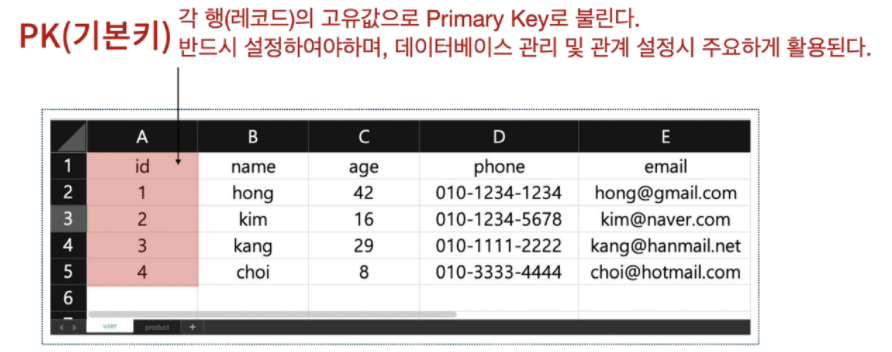 PK(기본키)
각 행(레코드)의 고유값으로 Primary Key로 불린다.
반드시 설정하여야하며, 데이터베이스 관리 및 관계 설정시 주요하게 활용된다.
A B C D E
1 id name age phone email
2 1 hong 42 010-1234-1234 hong@gmail.com
3 2 kim 16 010-1234-5678 kim@naver.com
4 3 kang 29 010-1111-2222 kang@hanmail.net
5 4 choi 8 010-3333-4444 choi@hotmail.com
6
user product +